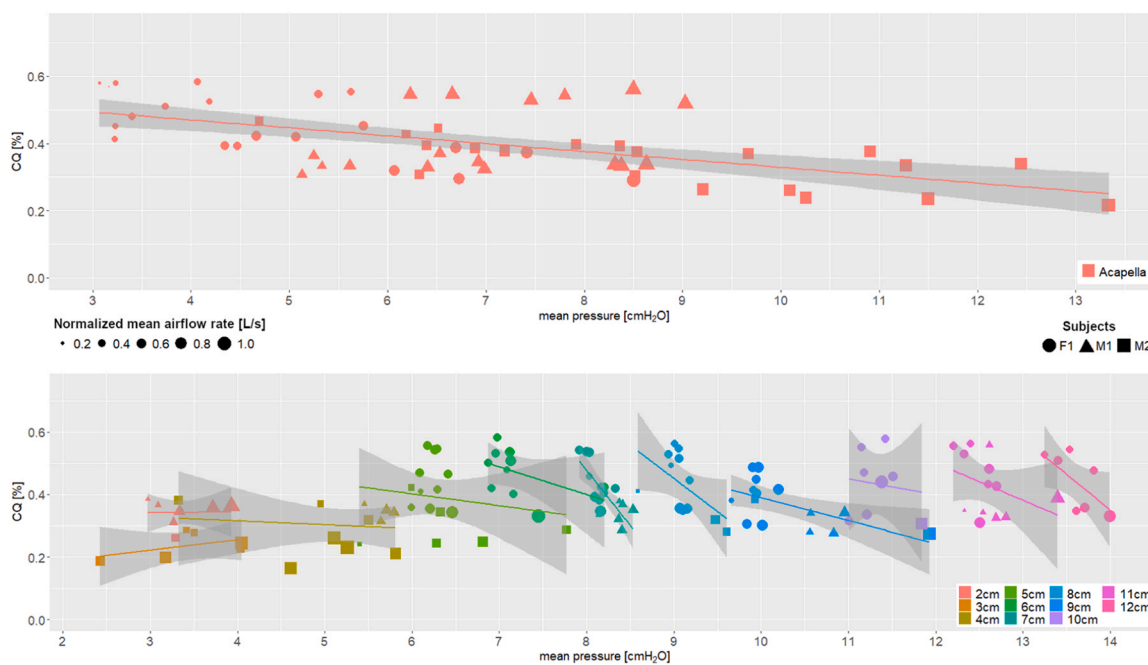 0.6
0.4
0.2
0.0
CQ [%]
3 4 5 6 7 8 9 10 11 12 13
mean pressure [cmH₂O]
Acapella
Normalized mean airflow rate [L/s]
0.2 0.4 0.6 0.8 1.0
Subjects
F1 M1 M2
0.6
0.4
0.2
0.0
CQ [%]
2 3 4 5 6 7 8 9 10 11 12 13 14
mean pressure [cmH₂O]
2cm 5cm 8cm 11cm
3cm 6cm 9cm 12cm
4cm 7cm 10cm